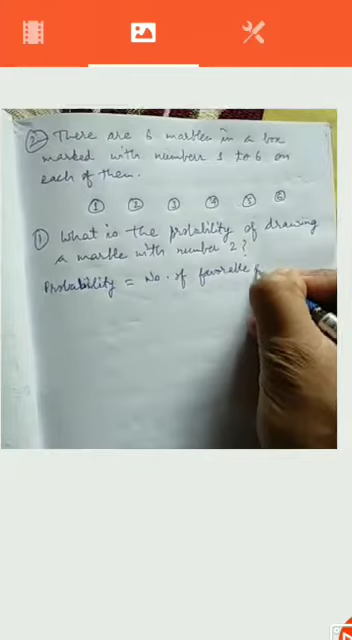 ② There are 6 marbles in a box
marked with numbers 1 to 6 on
each of them.
① ② ③ ④ ⑤ ⑥
① What is the probability of drawing
a marble with number 2?
Probability = No. of favorable